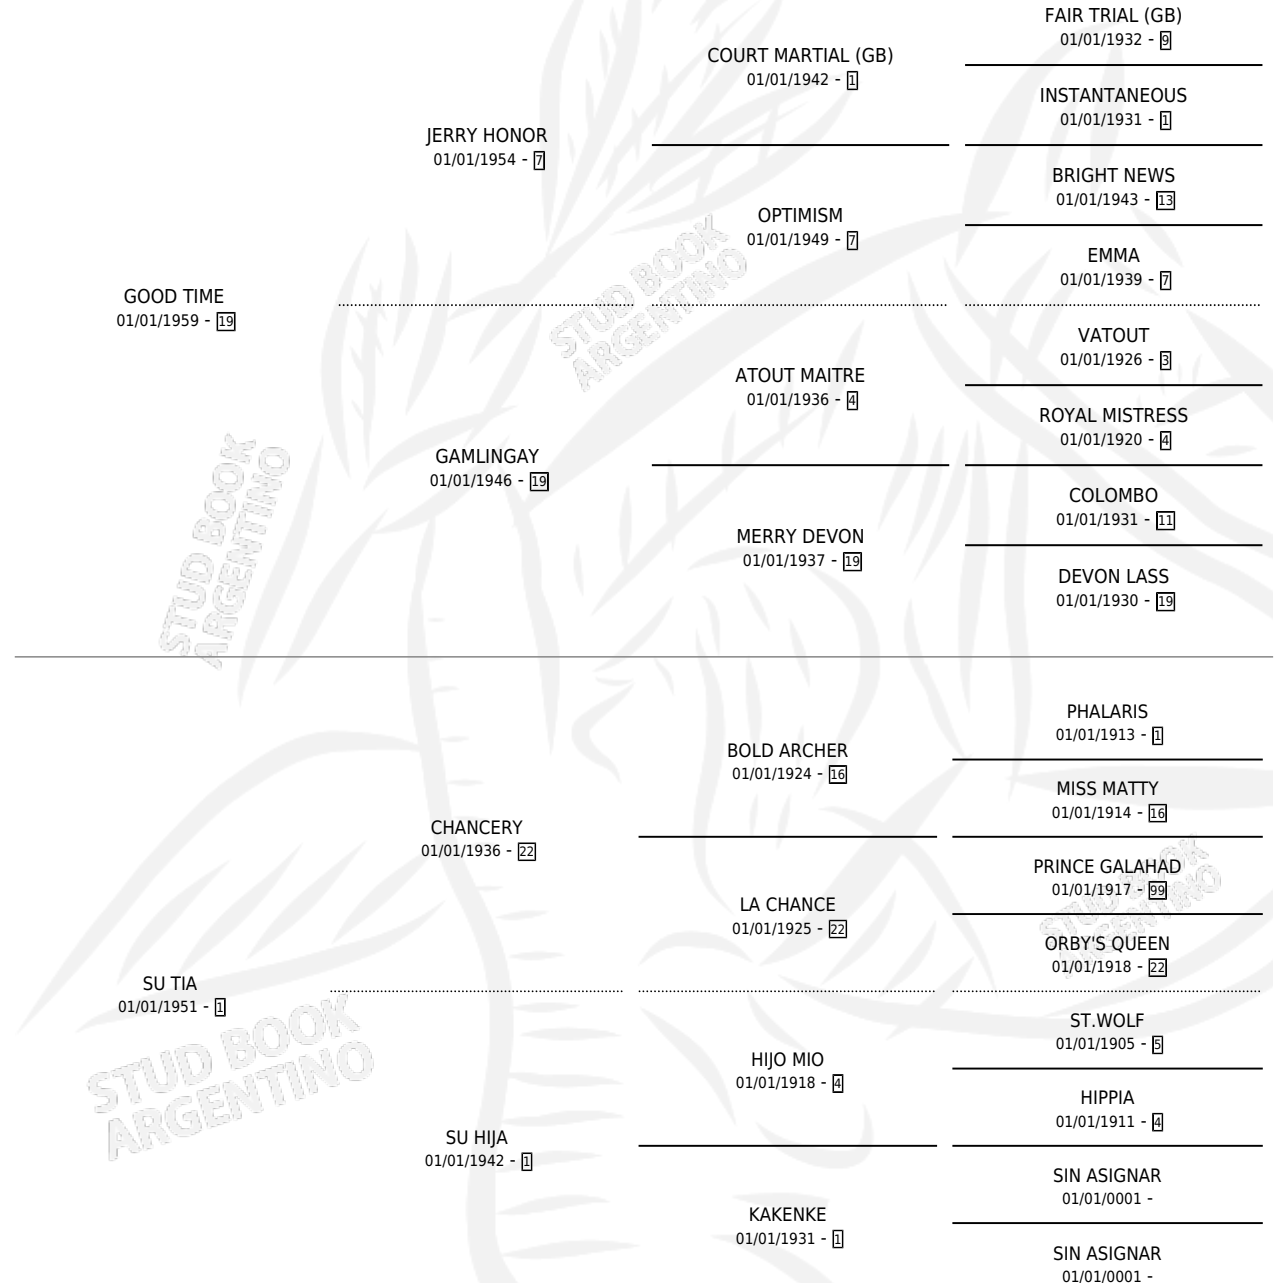 FAIR TRIAL (GB)
01/01/1932 - 9
COURT MARTIAL (GB)
01/01/1942 - 1
INSTANTANEOUS
01/01/1931 - 1
JERRY HONOR
01/01/1954 - 7
BRIGHT NEWS
01/01/1943 - 13
OPTIMISM
01/01/1949 - 7
EMMA
01/01/1939 - 7
GOOD TIME
01/01/1959 - 19
VATOUT
01/01/1926 - 3
ATOUT MAITRE
01/01/1936 - 4
ROYAL MISTRESS
01/01/1920 - 4
GAMLINGAY
01/01/1946 - 19
COLOMBO
01/01/1931 - 11
MERRY DEVON
01/01/1937 - 19
DEVON LASS
01/01/1930 - 19
PHALARIS
01/01/1913 - 1
BOLD ARCHER
01/01/1924 - 16
MISS MATTY
01/01/1914 - 16
CHANCERY
01/01/1936 - 22
PRINCE GALAHAD
01/01/1917 - 99
LA CHANCE
01/01/1925 - 22
ORBY'S QUEEN
01/01/1918 - 22
SU TIA
01/01/1951 - 1
ST.WOLF
01/01/1905 - 5
HIJO MIO
01/01/1918 - 4
HIPPIA
01/01/1911 - 4
SU HIJA
01/01/1942 - 1
SIN ASIGNAR
01/01/0001 -
KAKENKE
01/01/1931 - 1
SIN ASIGNAR
01/01/0001 -
STUD BOOK
ARGENTINO
STUD BOOK
ARGENTINO
STUD BOOK
ARGENTINO
STUD BOOK
ARGENTINO